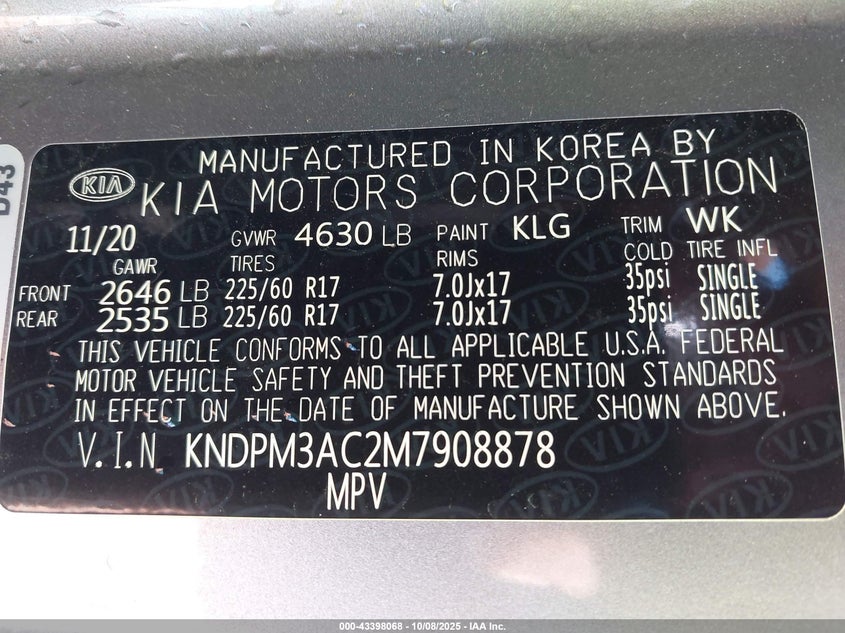 D43
MANUFACTURED IN KOREA BY
KIA KIA MOTORS CORPORATION
11/20 GVWR 4630 LB PAINT KLG TRIM WK
GAWR TIRES RIMS COLD TIRE INFL
FRONT 2646 LB 225/60 R17 7.0Jx17 35psi SINGLE
REAR 2535 LB 225/60 R17 7.0Jx17 35psi SINGLE
THIS VEHICLE CONFORMS TO ALL APPLICABLE U.S.A. FEDERAL
MOTOR VEHICLE SAFETY AND THEFT PREVENTION STANDARDS
IN EFFECT ON THE DATE OF MANUFACTURE SHOWN ABOVE.
V.I.N KNDPM3AC2M7908878
MPV
000-43398068 - 10/08/2025 - IAA Inc.